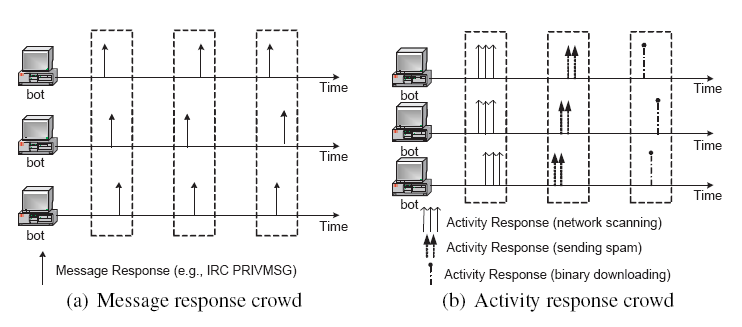 bot
Time
bot
Time
bot
Time
Message Response (e.g., IRC PRIVMSG)
(a) Message response crowd
bot
Time
bot
Time
bot
Time
Activity Response (network scanning)
Activity Response (sending spam)
Activity Response (binary downloading)
(b) Activity response crowd